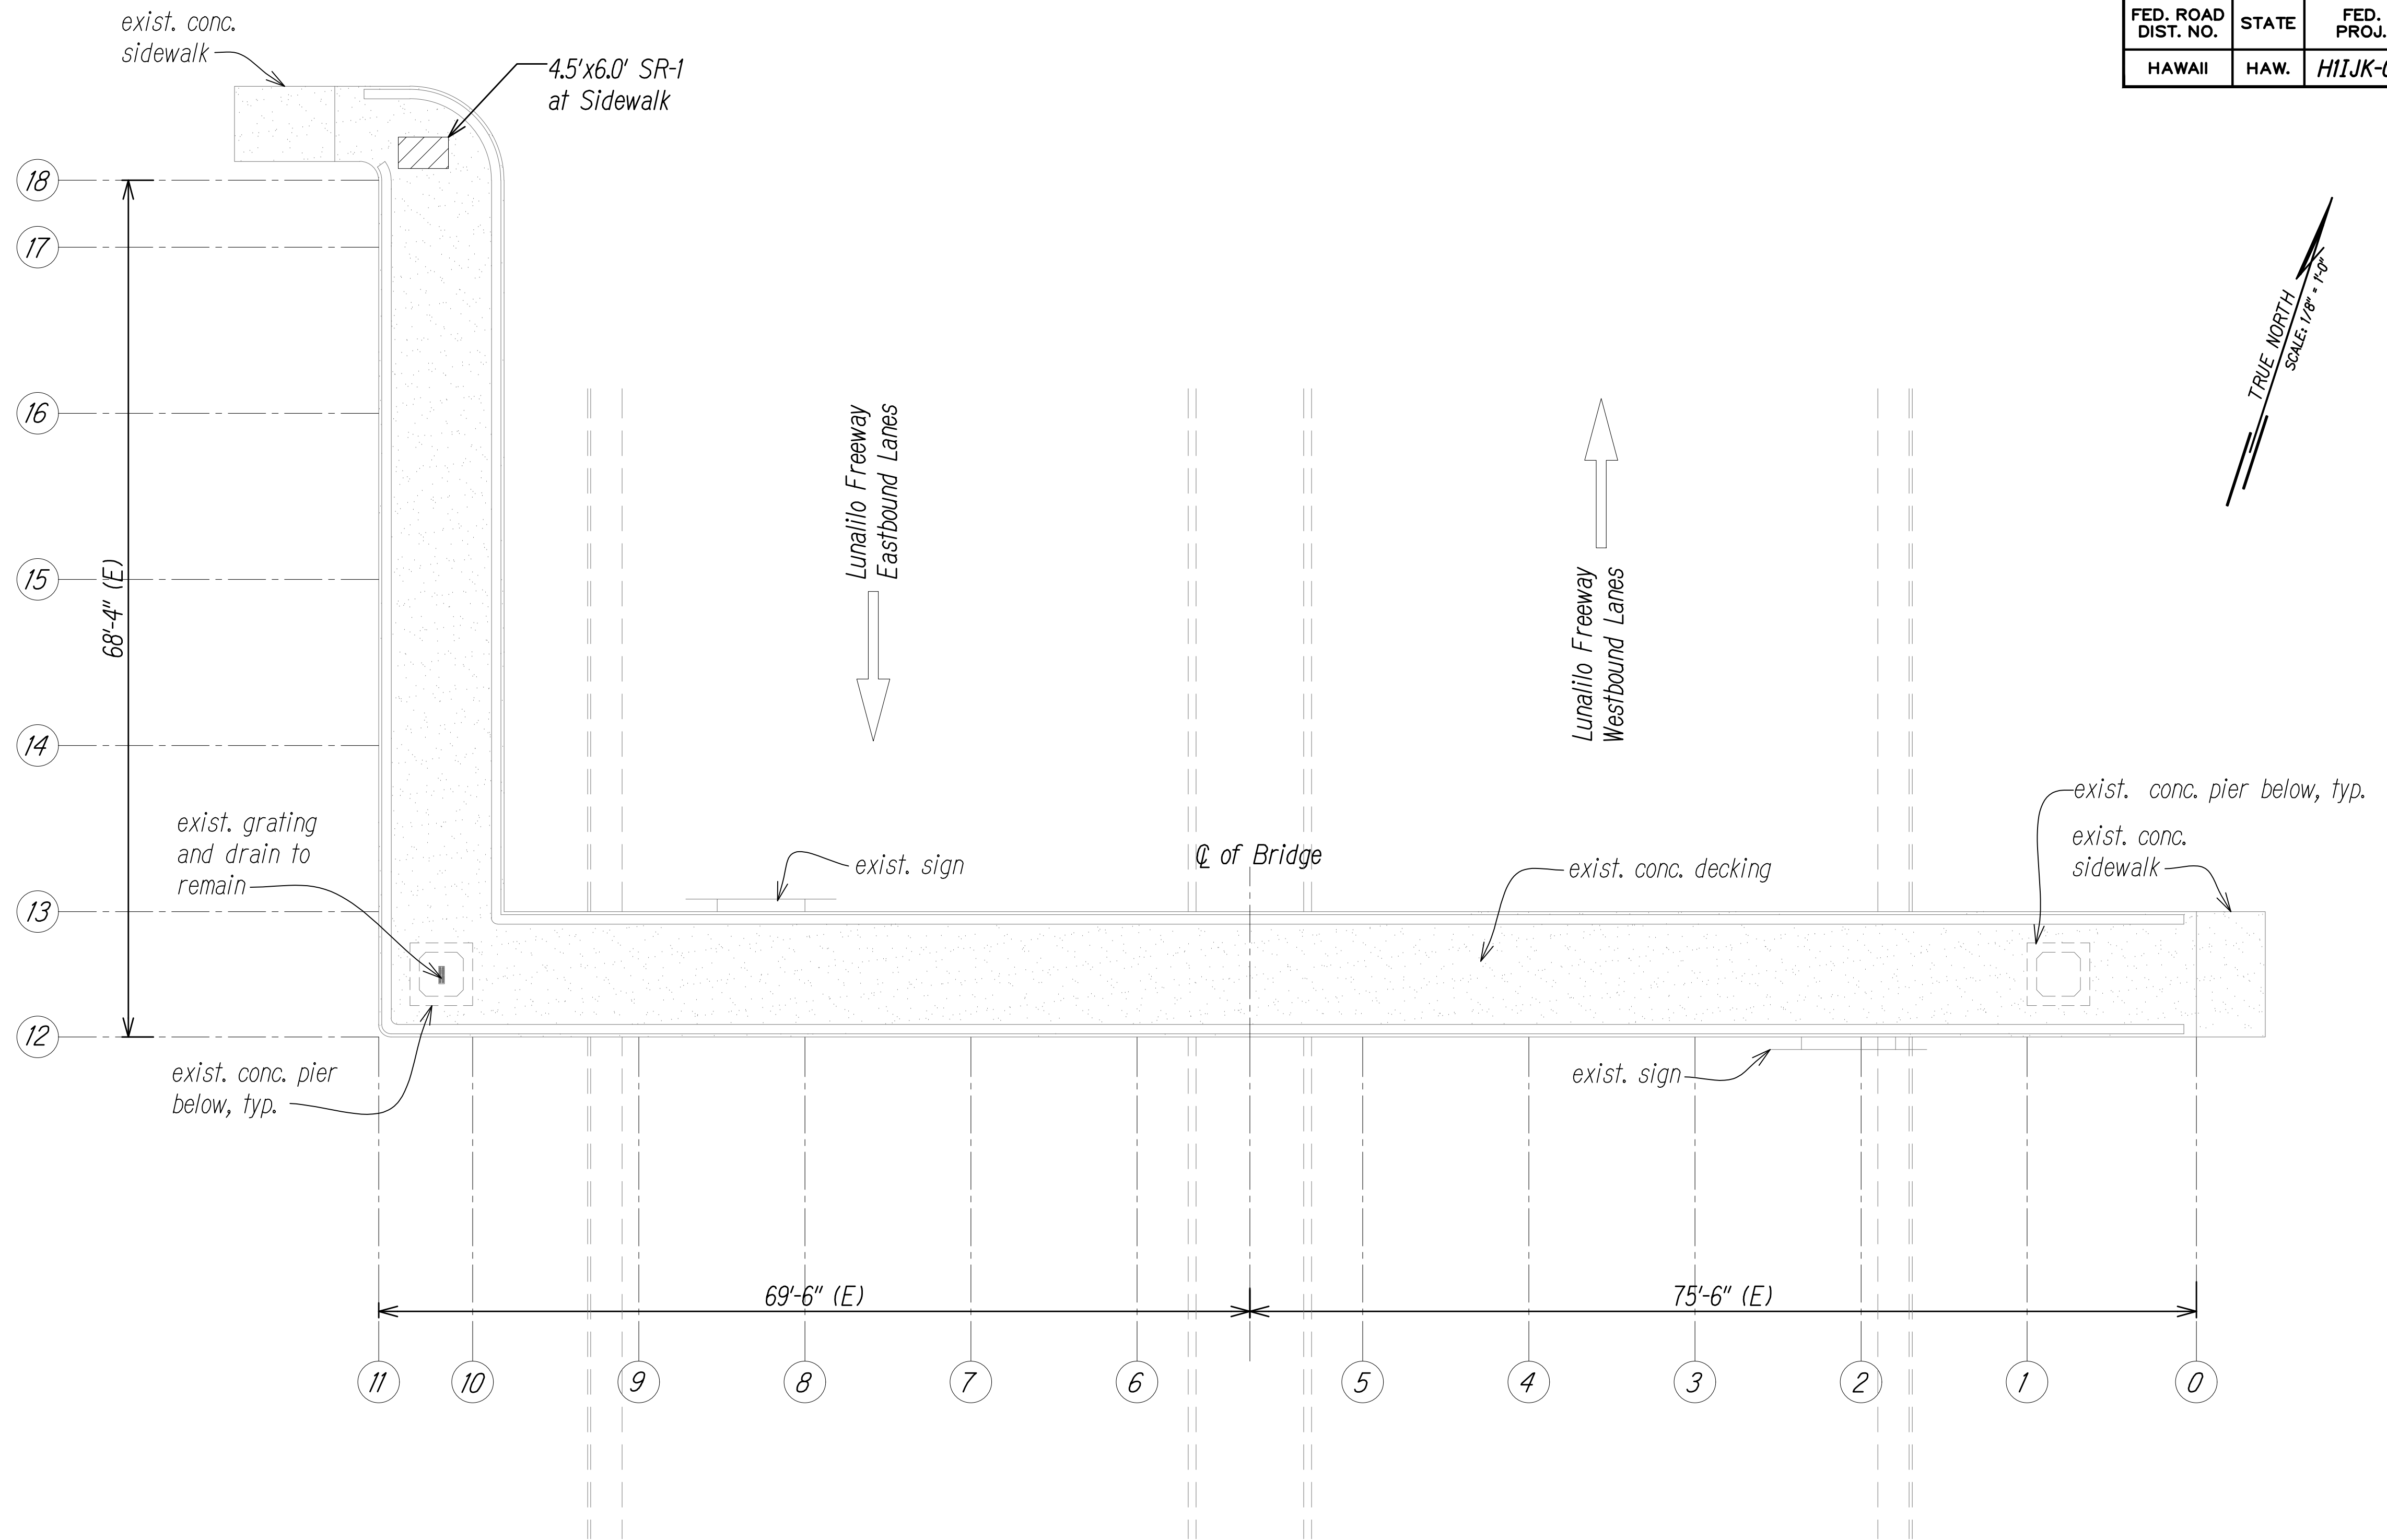 FED. ROAD DIST. NO.
STATE
FED.
PROJ.
HAWAII
HAW.
H1IJK-
exist. conc.
sidewalk
4.5'x6.0' SR-1
at Sidewalk
18
17
16
15
14
13
12
68'-4" (E)
TRUE NORTH
SCALE: 1/8" = 1'-0"
Lunalilo Freeway
Eastbound Lanes
Lunalilo Freeway
Westbound Lanes
exist. grating
and drain to
remain
exist. sign
℄ of Bridge
exist. conc. decking
exist. conc. pier below, typ.
exist. conc.
sidewalk
exist. conc. pier
below, typ.
exist. sign
69'-6" (E)
75'-6" (E)
11
10
9
8
7
6
5
4
3
2
1
0